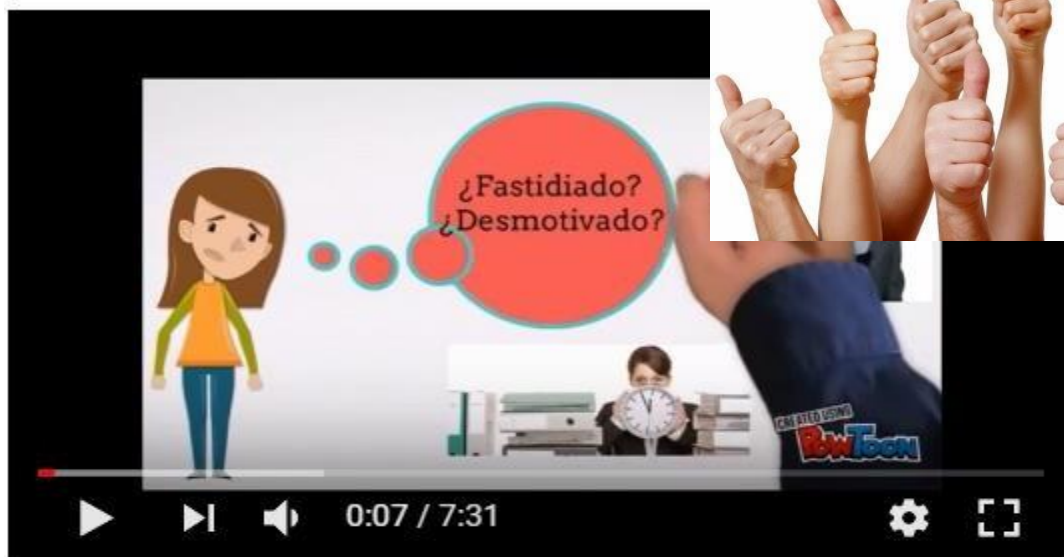 ¿Fastidiado?
¿Desmotivado?
CREATED USING
POWTOON
0:07 / 7:31